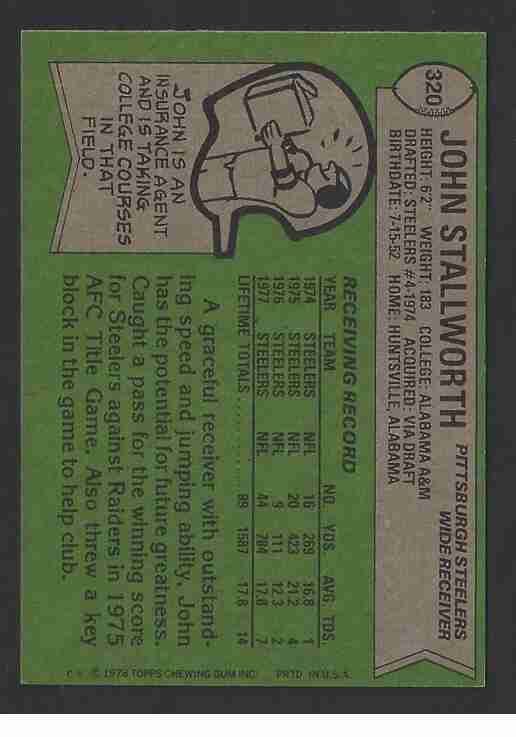 320
JOHN STALLWORTH
PITTSBURGH STEELERS
WIDE RECEIVER
HEIGHT: 6'2" WEIGHT: 183 COLLEGE: ALABAMA A&M
DRAFTED: STEELERS #4-1974 ACQUIRED: VIA DRAFT
BIRTHDATE: 7-15-52 HOME: HUNTSVILLE, ALABAMA
JOHN IS AN
INSURANCE AGENT
AND IS TAKING
COLLEGE COURSES
IN THAT
FIELD.
RECEIVING RECORD
YEAR TEAM NO. YDS. AVG. TDS.
1974 STEELERS NFL 16 269 16.8 1
1975 STEELERS NFL 20 423 21.2 4
1976 STEELERS NFL 9 111 12.3 2
1977 STEELERS NFL 44 784 17.8 7
LIFETIME TOTALS . . . . 89 1587 17.8 14
A graceful receiver with outstand-
ing speed and jumping ability. John
has the potential for future greatness.
Caught a pass for the winning score
for Steelers against Raiders in 1975
AFC Title Game. Also threw a key
block in the game to help club.
© 1978 TOPPS CHEWING GUM INC. PRTD. IN U.S.A.